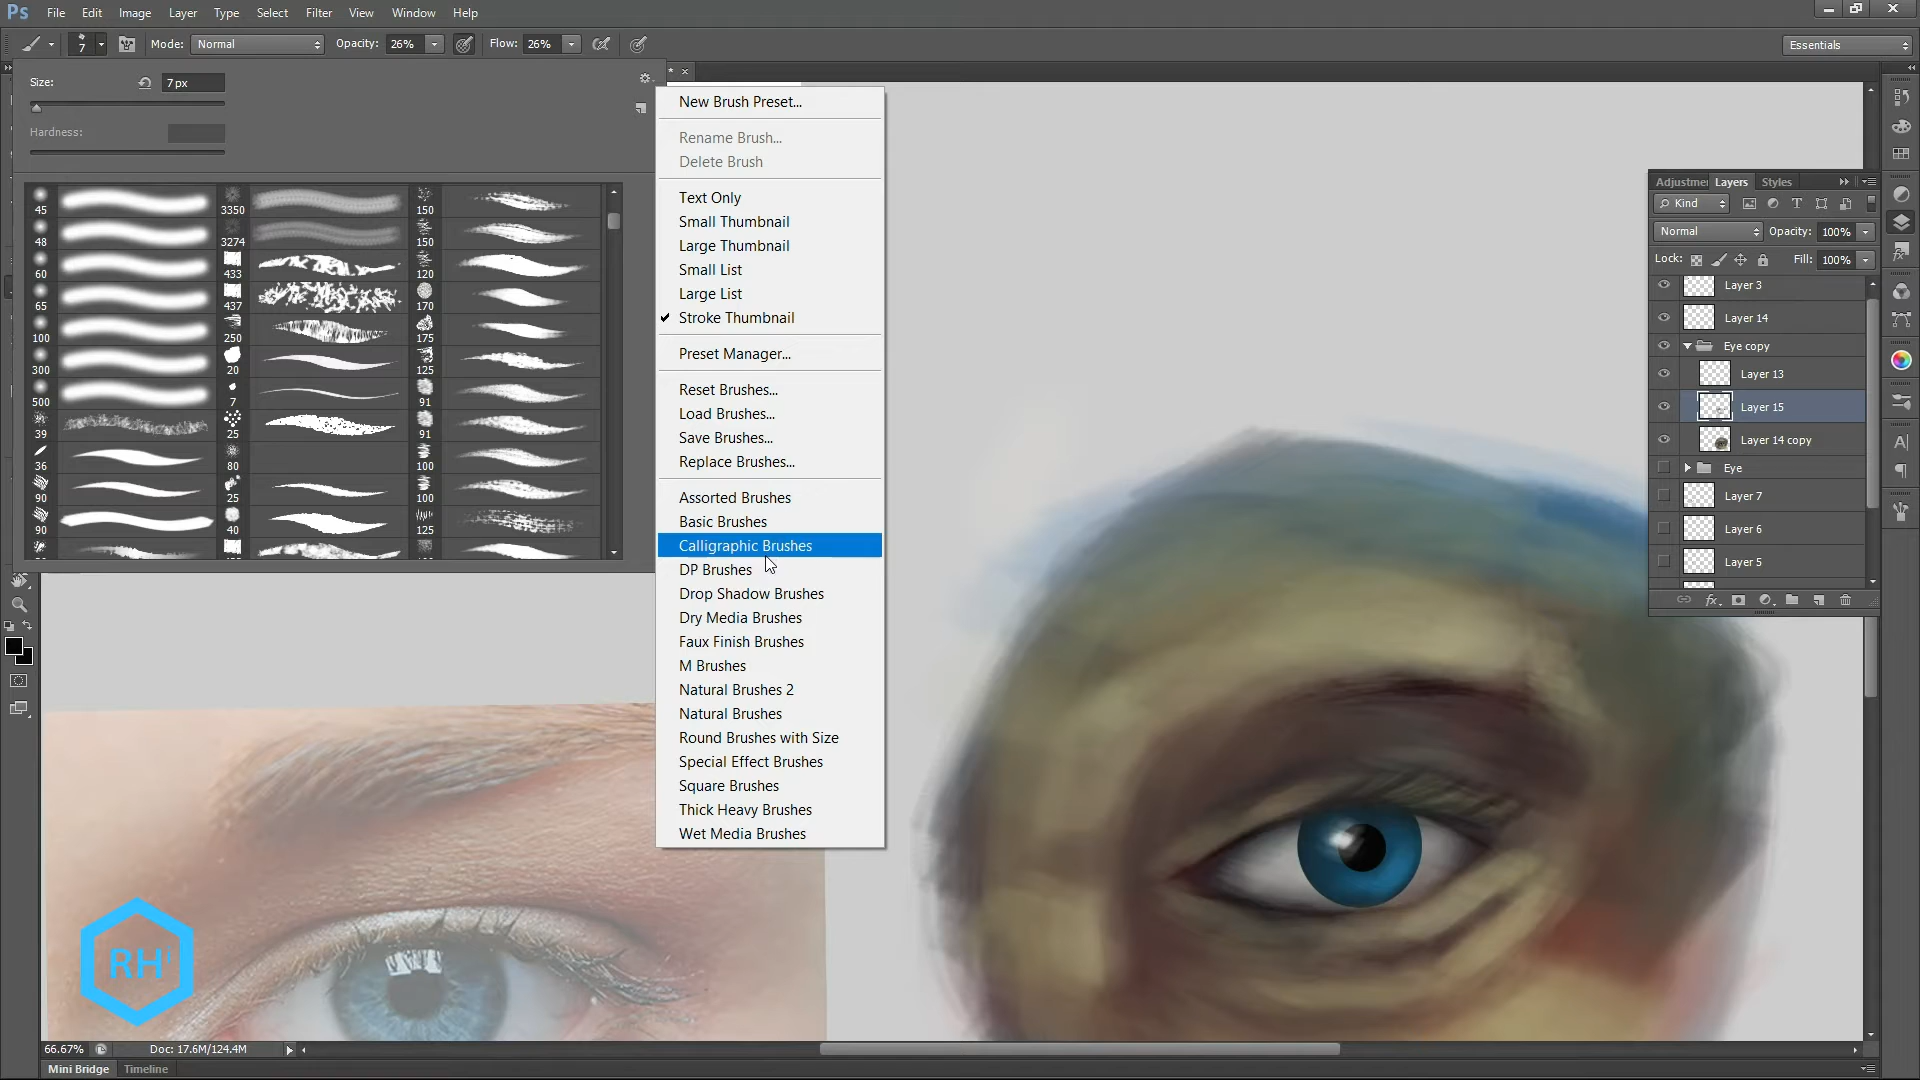 Ps File Edit Image Layer Type Select Filter View Window Help
7 Mode: Normal Opacity: 26% Flow: 26% Essentials
Size: 7 px
* ×
Hardness:
45 3350 150
48 3274 150
60 433 120
65 437 170
100 250 175
300 20 125
500 7 91
39 25 91
36 80 100
90 25 100
90 40 125
New Brush Preset...
Rename Brush...
Delete Brush
Text Only
Small Thumbnail
Large Thumbnail
Small List
Large List
Stroke Thumbnail
Preset Manager...
Reset Brushes...
Load Brushes...
Save Brushes...
Replace Brushes...
Assorted Brushes
Basic Brushes
Calligraphic Brushes
DP Brushes
Drop Shadow Brushes
Dry Media Brushes
Faux Finish Brushes
M Brushes
Natural Brushes 2
Natural Brushes
Round Brushes with Size
Special Effect Brushes
Square Brushes
Thick Heavy Brushes
Wet Media Brushes
Adjustmer Layers Styles
Kind
Normal Opacity: 100%
Lock: Fill: 100%
Layer 3
Layer 14
Eye copy
Layer 13
Layer 15
Layer 14 copy
Eye
Layer 7
Layer 6
Layer 5
fx
RH
66.67% Doc: 17.6M/124.4M
Mini Bridge Timeline